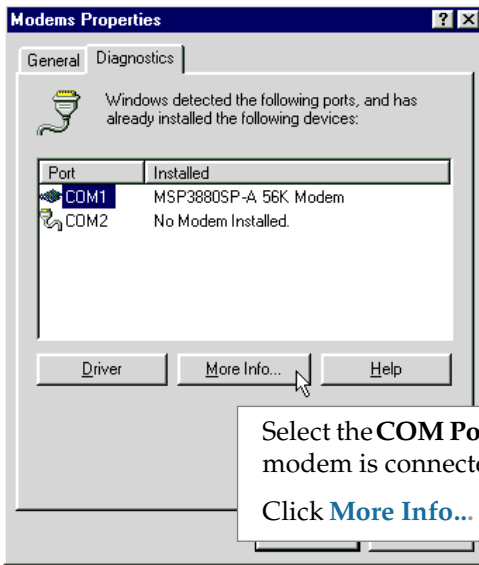 Modems Properties
General Diagnostics
Windows detected the following ports, and has
already installed the following devices:
Port Installed
COM1 MSP3880SP-A 56K Modem
COM2 No Modem Installed.
Driver More Info... Help
Select the COM
modem is
Click More Info...